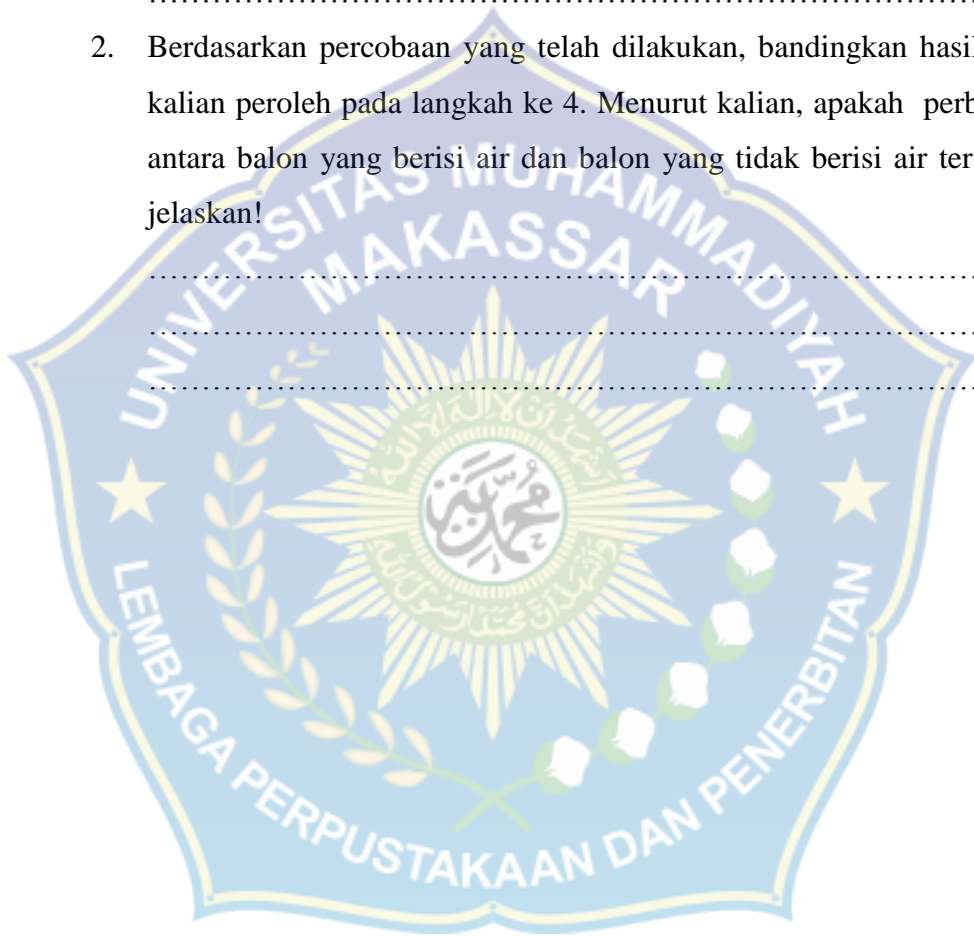 2. Berdasarkan percobaan yang telah dilakukan, bandingkan hasil
kalian peroleh pada langkah ke 4. Menurut kalian, apakah perb
antara balon yang berisi air dan balon yang tidak berisi air ter
jelaskan!
UNIVERSITAS MUHAMMADIYAH
MAKASSAR
LEMBAGA PERPUSTAKAAN DAN PENERBITAN